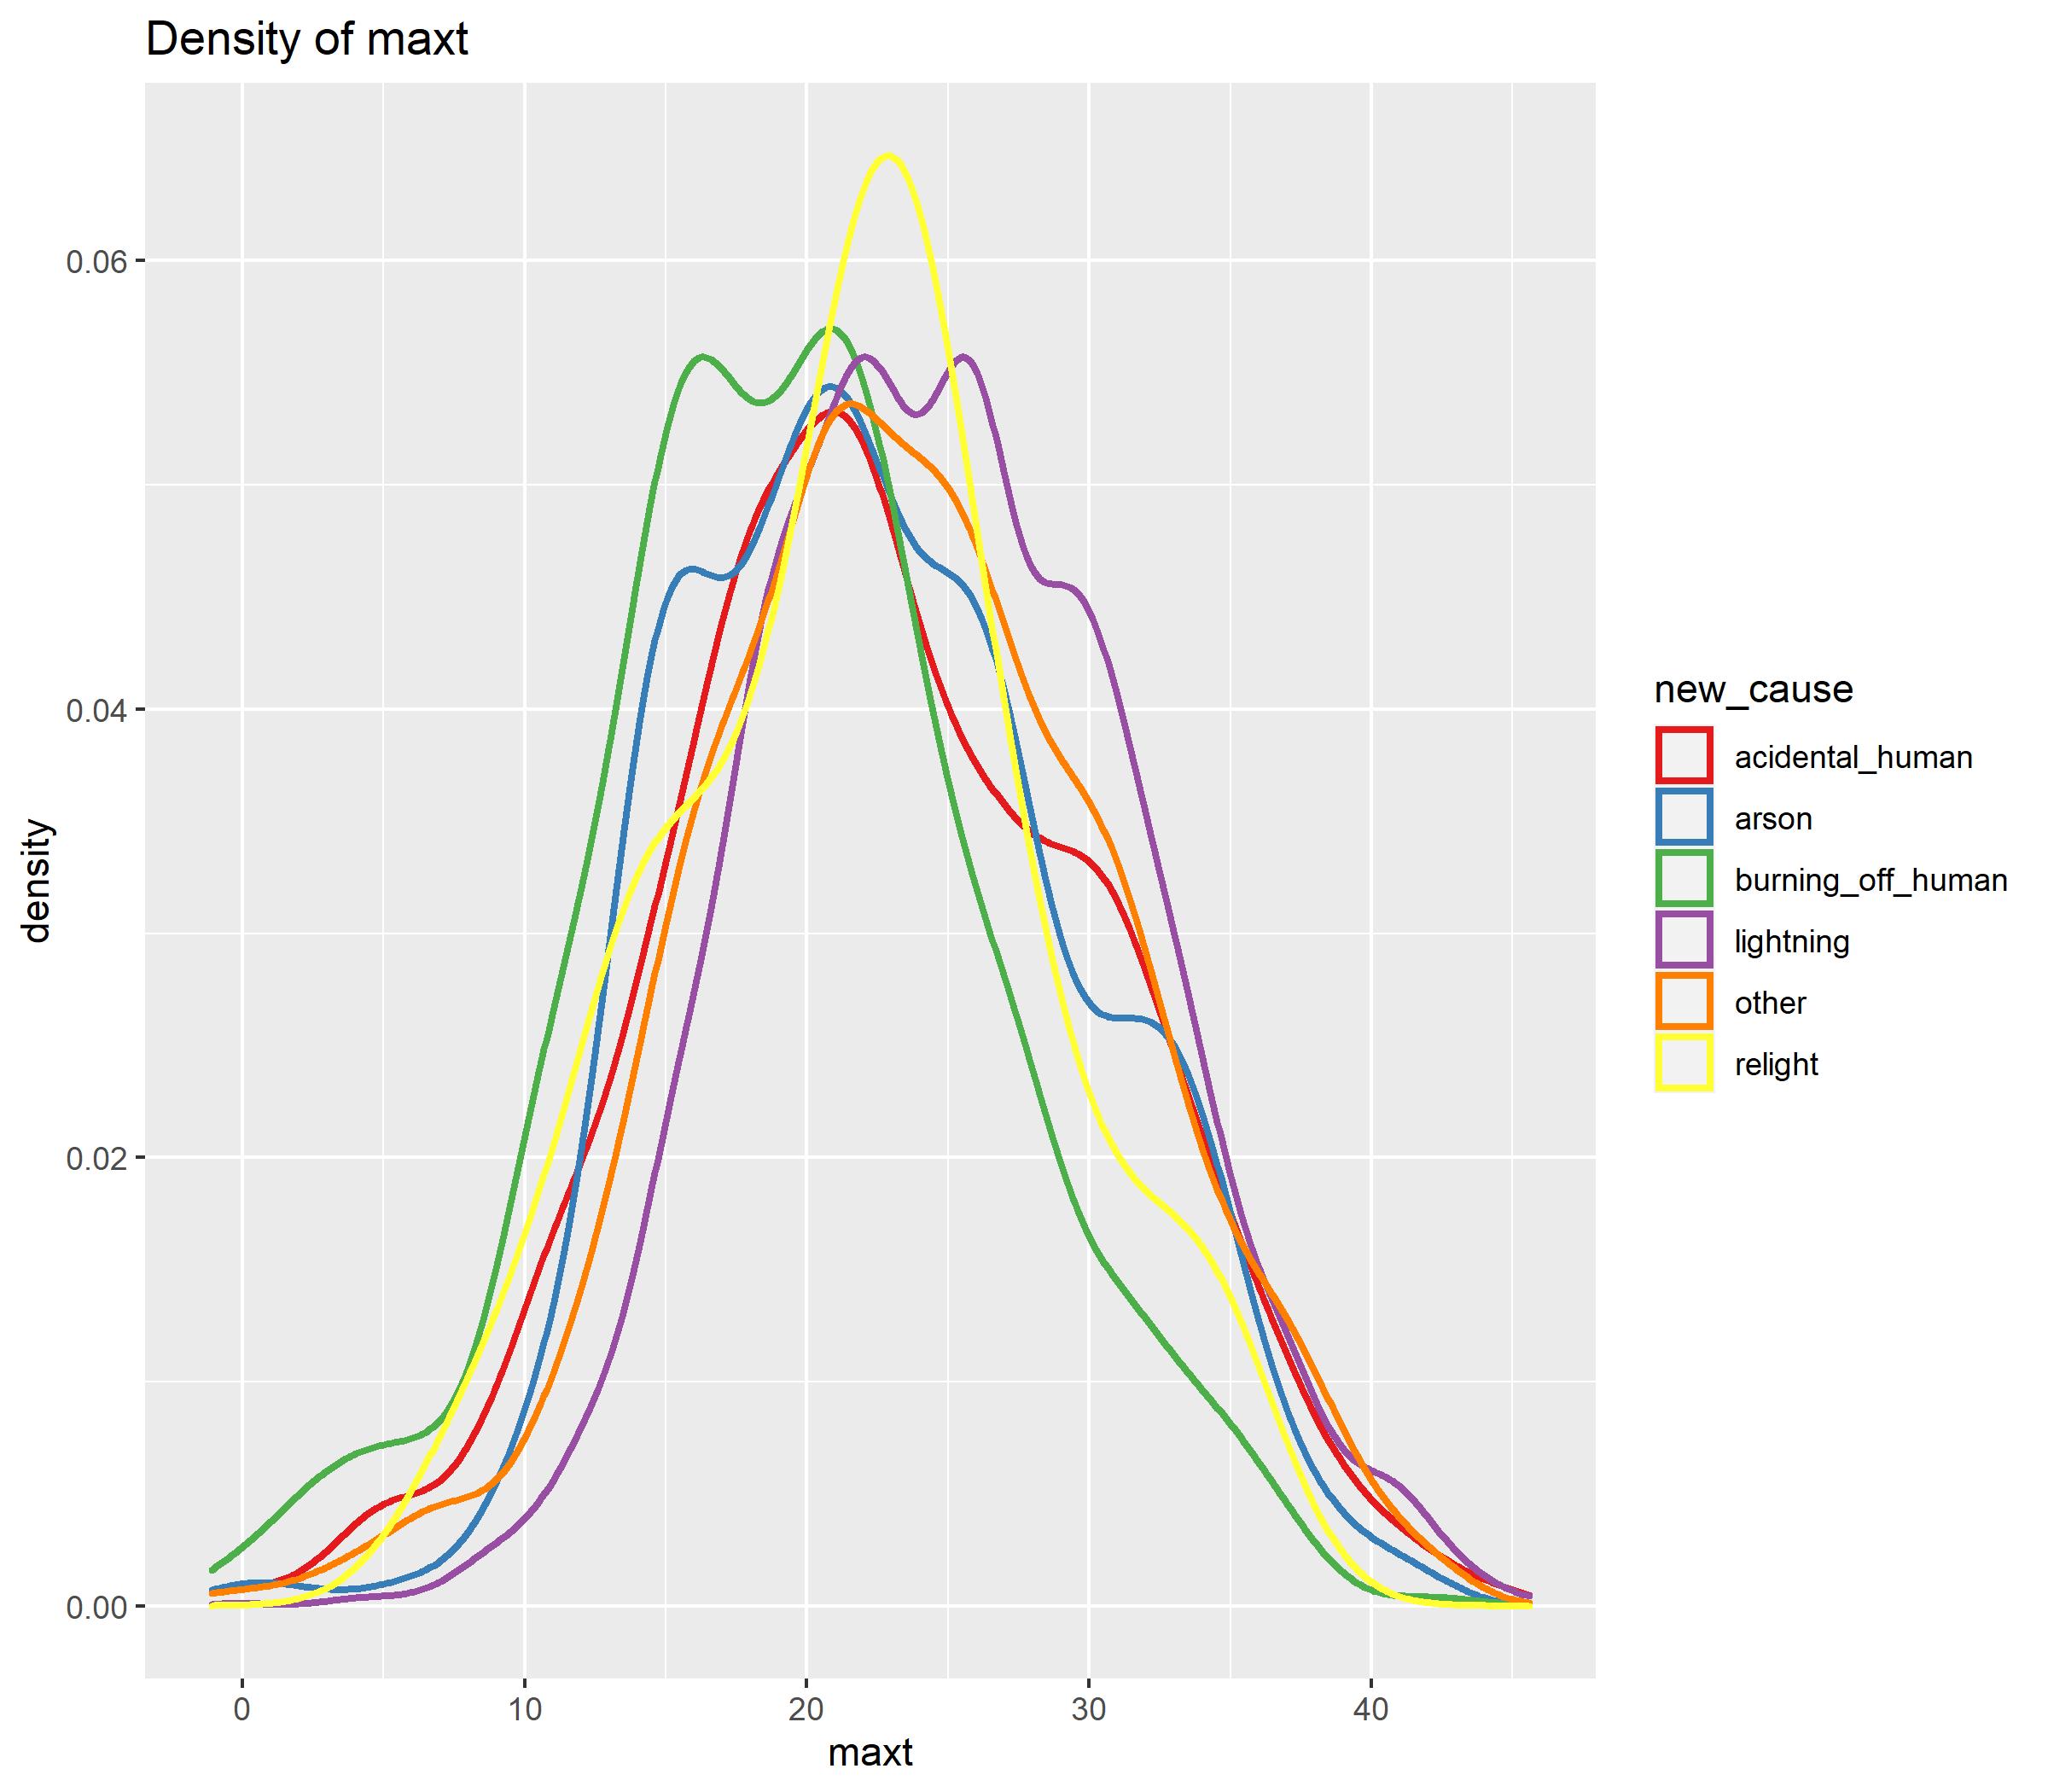 Density of maxt
0.06
0.04
0.02
0.00
density
0 10 20 30 40
maxt
new_cause
acidental_human
arson
burning_off_human
lightning
other
relight